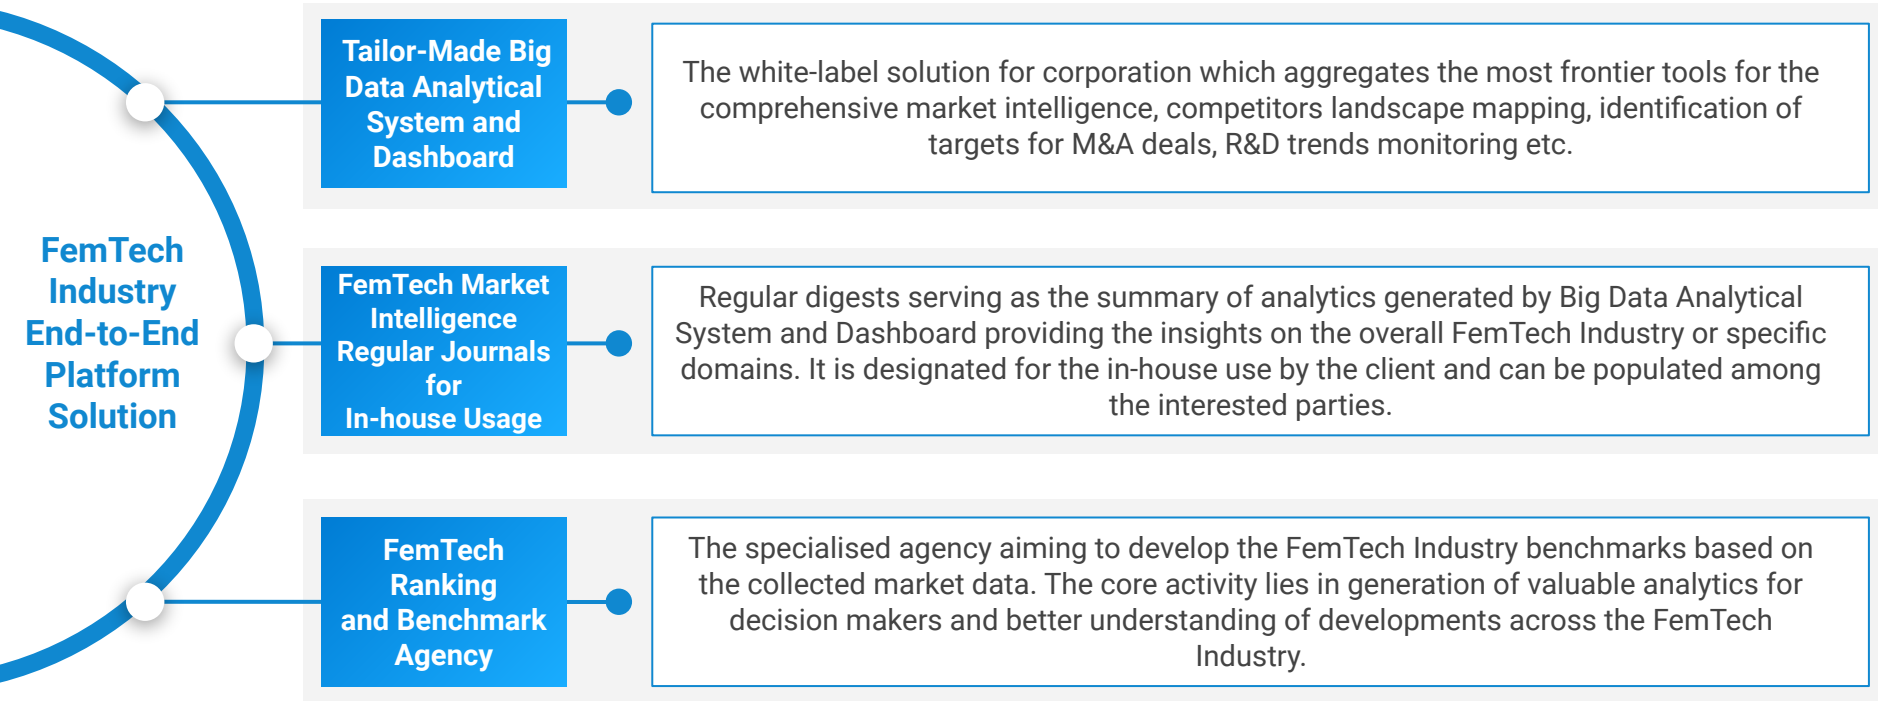 FemTech
Industry
End-to-End
Platform
Solution
Tailor-Made Big
Data Analytical
System and
Dashboard
The white-label solution for corporation which aggregates the most frontier tools for the
comprehensive market intelligence, competitors landscape mapping, identification of
targets for M&A deals, R&D trends monitoring etc.
FemTech Market
Intelligence
Regular Journals
for
In-house Usage
Regular digests serving as the summary of analytics generated by Big Data Analytical
System and Dashboard providing the insights on the overall FemTech Industry or specific
domains. It is designated for the in-house use by the client and can be populated among
the interested parties.
FemTech
Ranking
and Benchmark
Agency
The specialised agency aiming to develop the FemTech Industry benchmarks based on
the collected market data. The core activity lies in generation of valuable analytics for
decision makers and better understanding of developments across the FemTech
Industry.